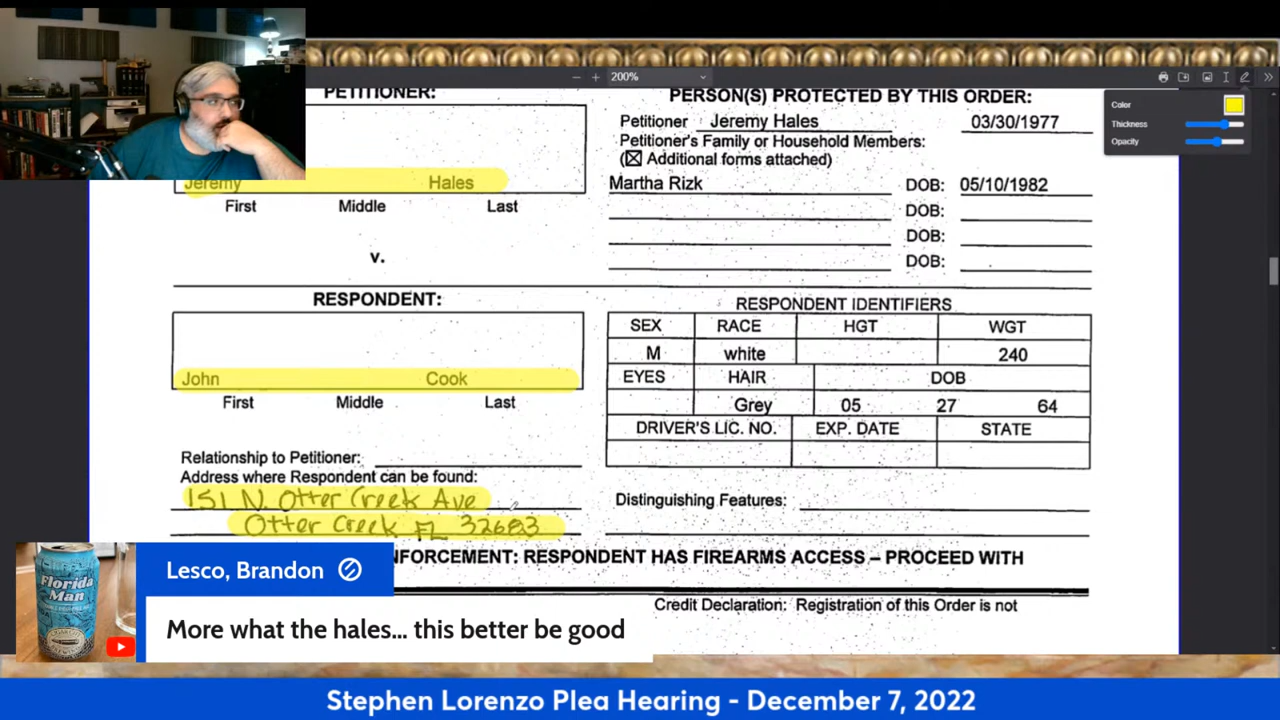 200%
Color
Thickness
Opacity
PETITIONER:
Jeremy Hales
First Middle Last
v.
RESPONDENT:
John Cook
First Middle Last
Relationship to Petitioner:
Address where Respondent can be found:
151 N. Otter Creek Ave
Otter Creek FL 32683
PERSON(S) PROTECTED BY THIS ORDER:
Petitioner Jeremy Hales 03/30/1977
Petitioner's Family or Household Members:
(☒ Additional forms attached)
Martha Rizk DOB: 05/10/1982
DOB:
DOB:
DOB:
RESPONDENT IDENTIFIERS
SEX RACE HGT WGT
M white 240
EYES HAIR DOB
Grey 05 27 64
DRIVER'S LIC. NO. EXP. DATE STATE
Distinguishing Features:
NFORCEMENT: RESPONDENT HAS FIREARMS ACCESS – PROCEED WITH
Credit Declaration: Registration of this Order is not
Florida
Man
Lesco, Brandon
More what the hales... this better be good
Stephen Lorenzo Plea Hearing - December 7, 2022